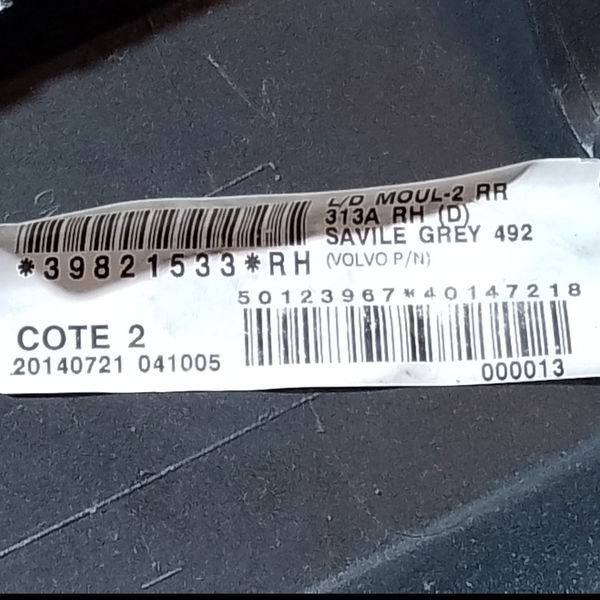 L/D MOUL-2 RR
313A RH (D)
SAVILE GREY 492
*39821533*RH (VOLVO P/N)
50123967*40147218
COTE 2
20140721 041005
000013